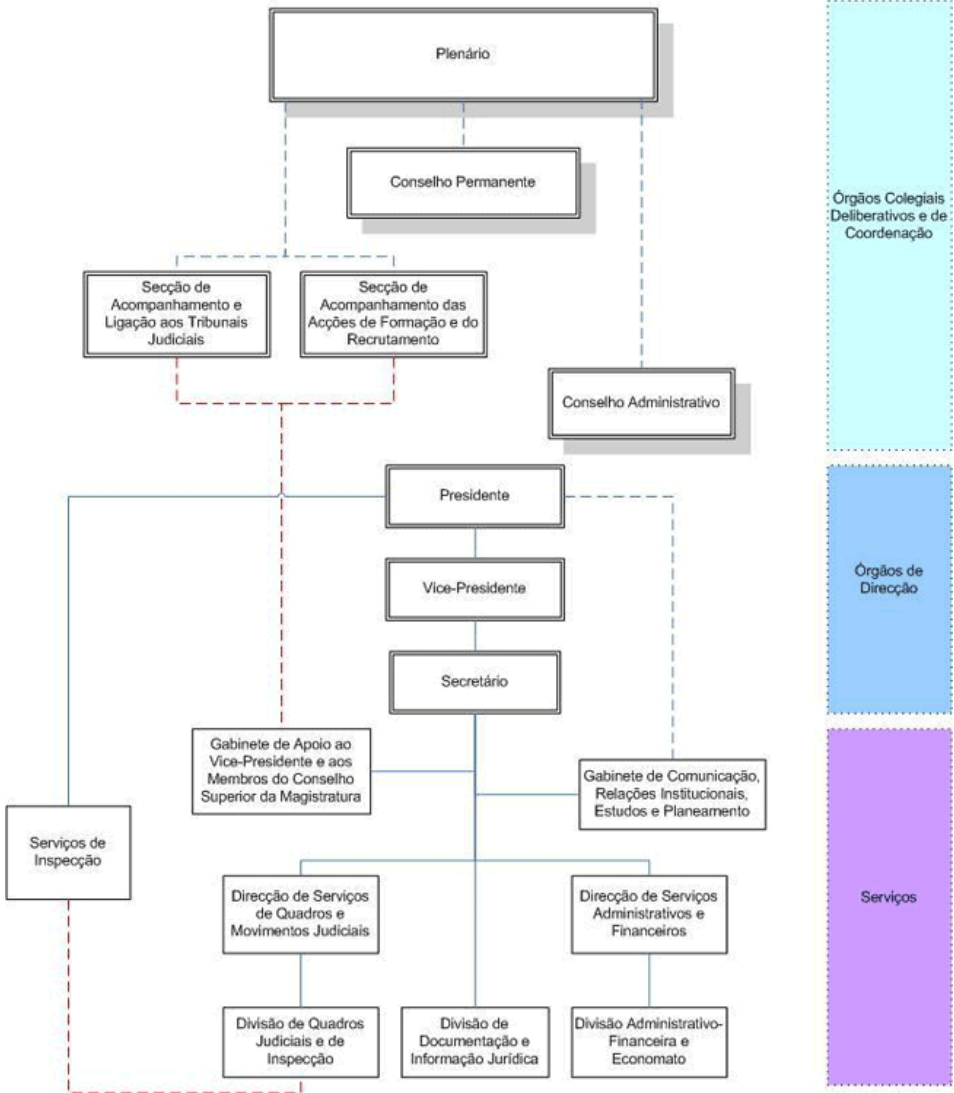 Plenário
Conselho Permanente
Órgãos Colegiais
Deliberativos e de
Coordenação
Secção de
Acompanhamento e
Ligação aos Tribunais
Judiciais
Secção de
Acompanhamento das
Acções de Formação e do
Recrutamento
Conselho Administrativo
Presidente
Vice-Presidente
Secretário
Órgãos de
Direcção
Gabinete de Apoio ao
Vice-Presidente e aos
Membros do Conselho
Superior da Magistratura
Gabinete de Comunicação,
Relações Institucionais,
Estudos e Planeamento
Serviços de
Inspecção
Direcção de Serviços
de Quadros e
Movimentos Judiciais
Direcção de Serviços
Administrativos e
Financeiros
Serviços
Divisão de Quadros
Judiciais e de
Inspecção
Divisão de
Documentação e
Informação Jurídica
Divisão Administrativo-
Financeira e
Economato